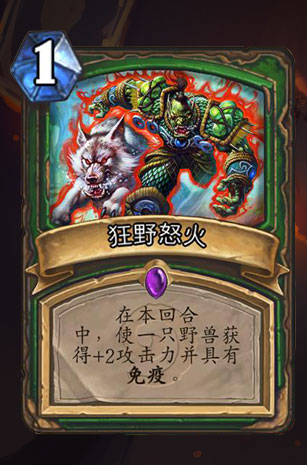 1
狂野怒火
在本回合
中，使一只野兽获
得+2攻击力并具有
免疫。